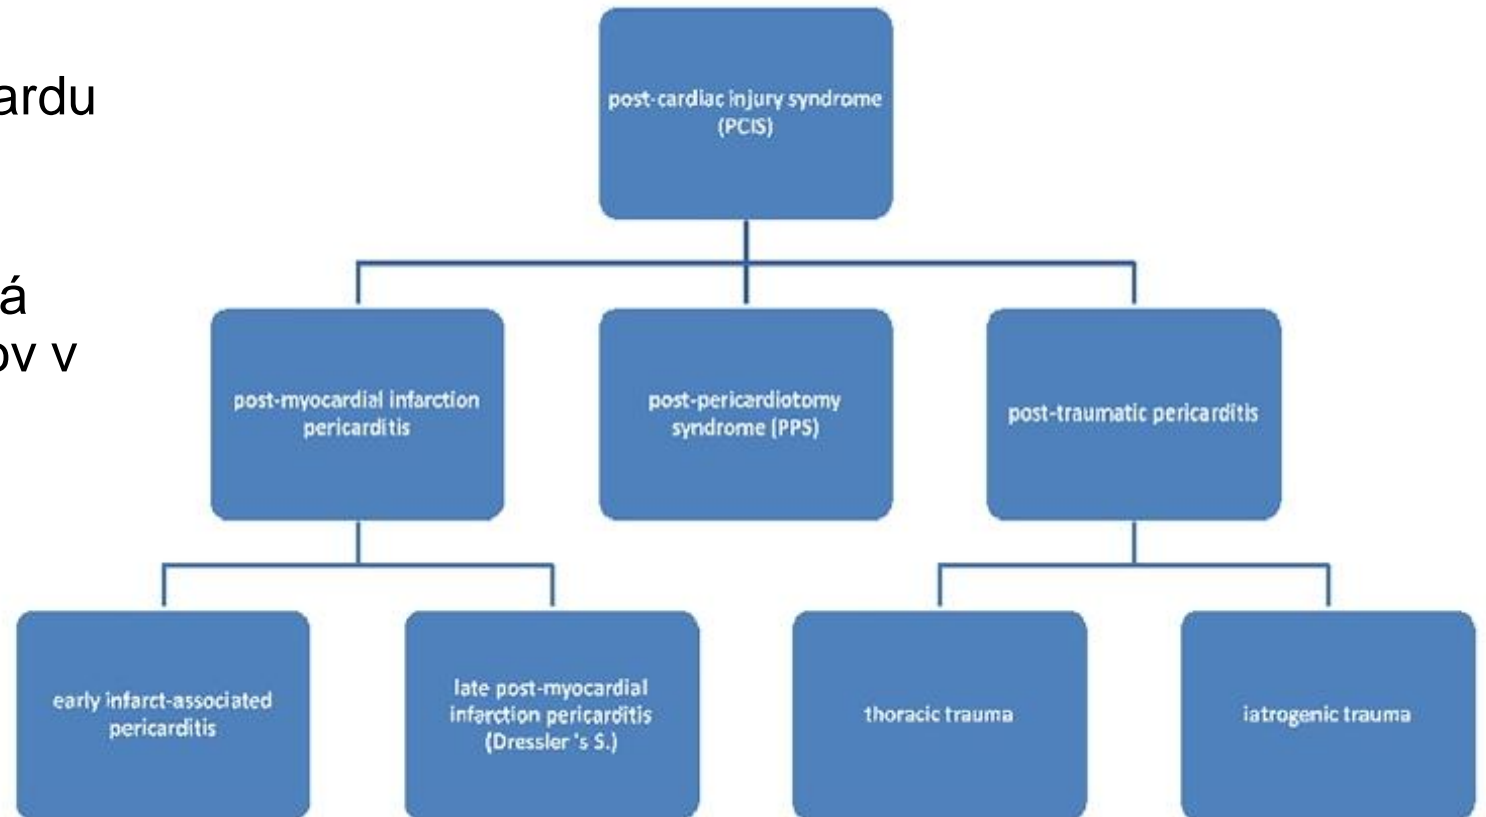 ardu
á
ov v
post-cardiac injury syndrome
(PCIS)
post-myocardial infarction
pericarditis
post-pericardiotomy
syndrome (PPS)
post-traumatic pericarditis
early infarct-associated
pericarditis
late post-myocardial
infarction pericarditis
(Dressler 's S.)
thoracic trauma
iatrogenic trauma